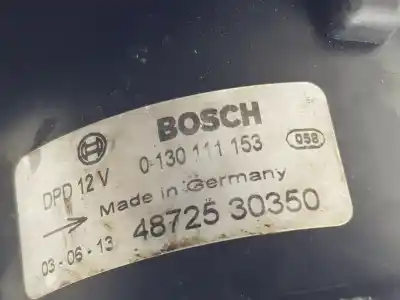 BOSCH
DPD 12 V 0 130 111 153 058
Made in Germany
03-06-13 48725 30350